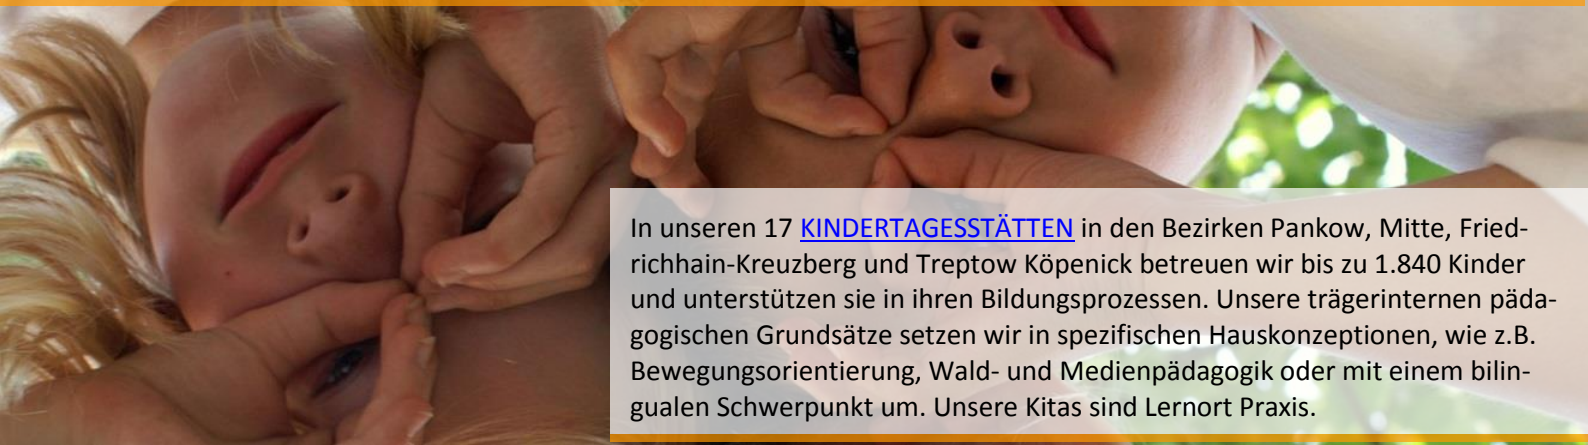 In unseren 17 KINDERTAGESSTÄTTEN in den Bezirken Pankow, Mitte, Fried-
richhain-Kreuzberg und Treptow Köpenick betreuen wir bis zu 1.840 Kinder
und unterstützen sie in ihren Bildungsprozessen. Unsere trägerinternen päda-
gogischen Grundsätze setzen wir in spezifischen Hauskonzeptionen, wie z.B.
Bewegungsorientierung, Wald- und Medienpädagogik oder mit einem bilin-
gualen Schwerpunkt um. Unsere Kitas sind Lernort Praxis.